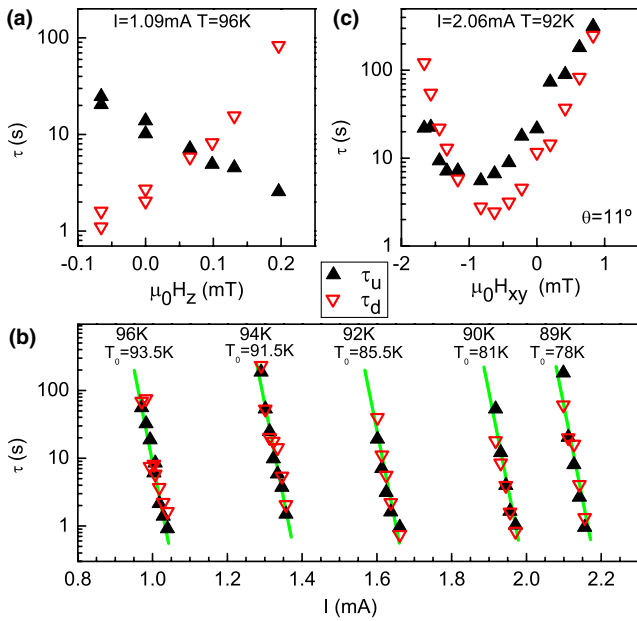 (a)
I=1.09mA T=96K
τ (s)
100
10
1
-0.1
0.0
0.1
0.2
μ0Hz (mT)
(c)
I=2.06mA T=92K
τ (s)
100
10
1
θ=11º
-2
-1
0
1
μ0Hxy (mT)
τu
τd
(b)
96K
T0=93.5K
94K
T0=91.5K
92K
T0=85.5K
90K
T0=81K
89K
T0=78K
τ (s)
100
10
1
0.8
1.0
1.2
1.4
1.6
1.8
2.0
2.2
I (mA)